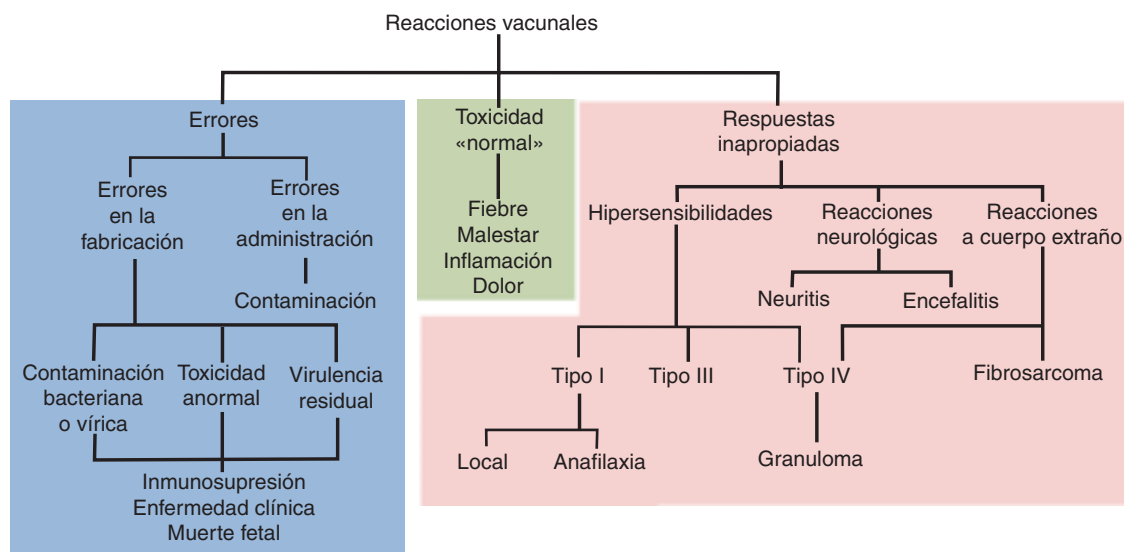 Reacciones vacunales
Errores
Errores
en la
fabricación
Errores
en la
administración
Contaminación
Contaminación
bacteriana
o vírica
Toxicidad
anormal
Virulencia
residual
Inmunosupresión
Enfermedad clínica
Muerte fetal
Toxicidad
«normal»
Fiebre
Malestar
Inflamación
Dolor
Respuestas
inapropiadas
Hipersensibilidades
Reacciones
neurológicas
Reacciones
a cuerpo extraño
Neuritis
Encefalitis
Tipo I
Tipo III
Tipo IV
Fibrosarcoma
Local
Anafilaxia
Granuloma